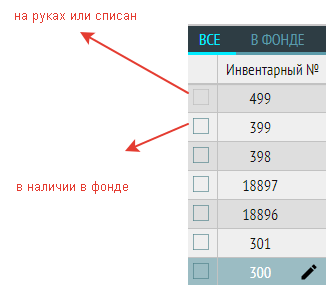 на руках или списан
ВСЕ В ФОНДЕ
Инвентарный №
499
399
398
в наличии в фонде
18897
18896
301
300